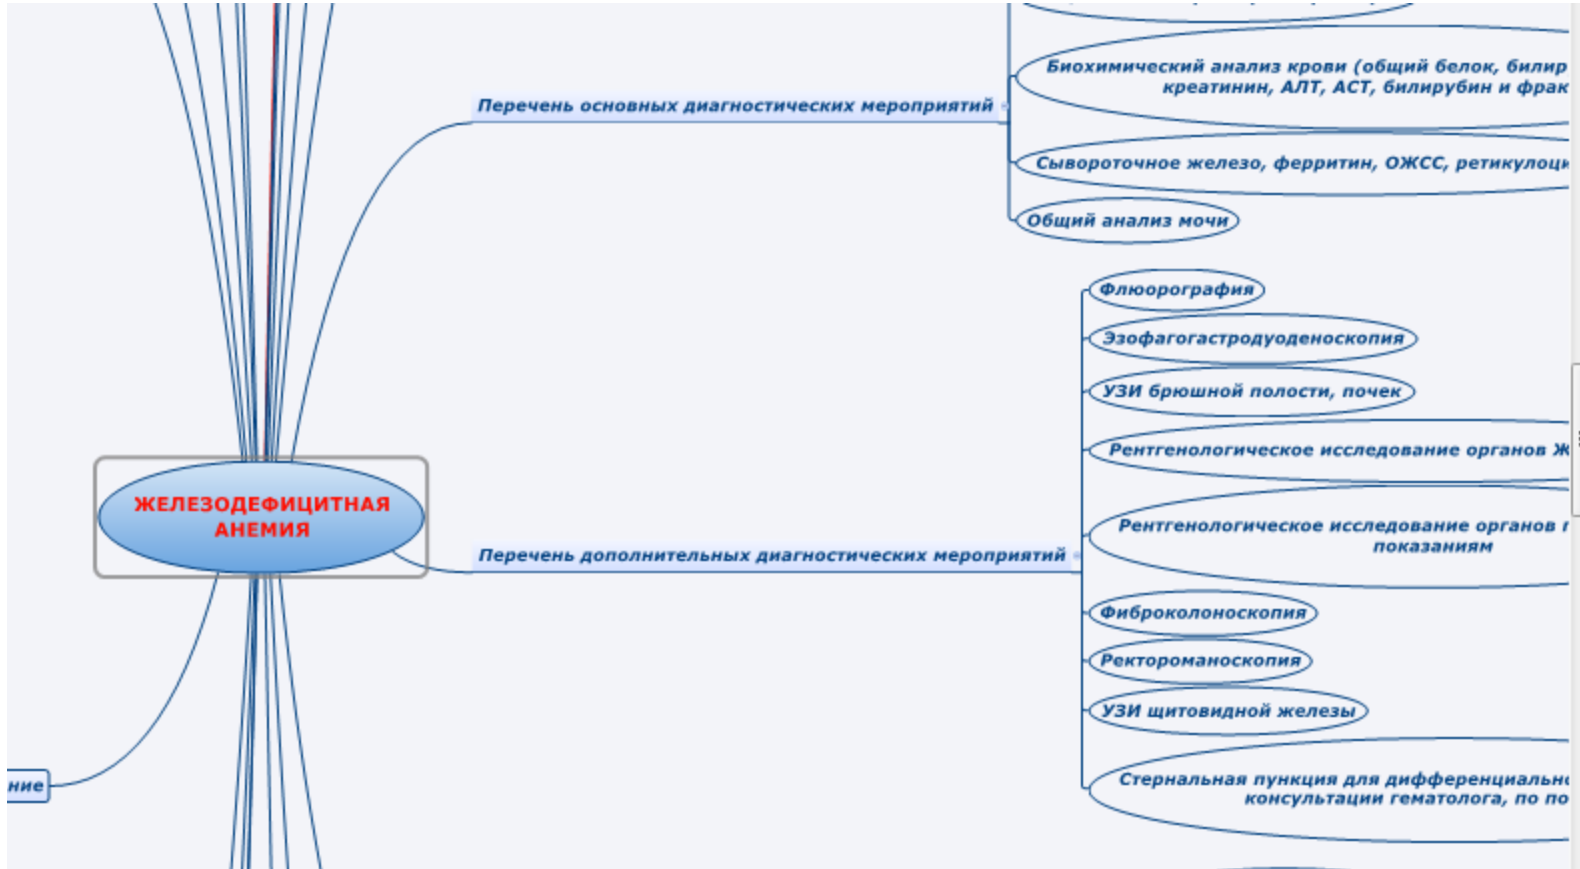 Биохимический анализ крови (общий белок, билир
креатинин, АЛТ, АСТ, билирубин и фрак
Перечень основных диагностических мероприятий
Сывороточное железо, ферритин, ОЖСС, ретикулоци
Общий анализ мочи
Флюорография
Эзофагогастродуоденоскопия
УЗИ брюшной полости, почек
Рентгенологическое исследование органов Ж
ЖЕЛЕЗОДЕФИЦИТНАЯ
АНЕМИЯ
Перечень дополнительных диагностических мероприятий
Рентгенологическое исследование органов г
показаниям
Фиброколоноскопия
Ректороманоскопия
УЗИ щитовидной железы
Стернальная пункция для дифференциально
консультации гематолога, по по
ние